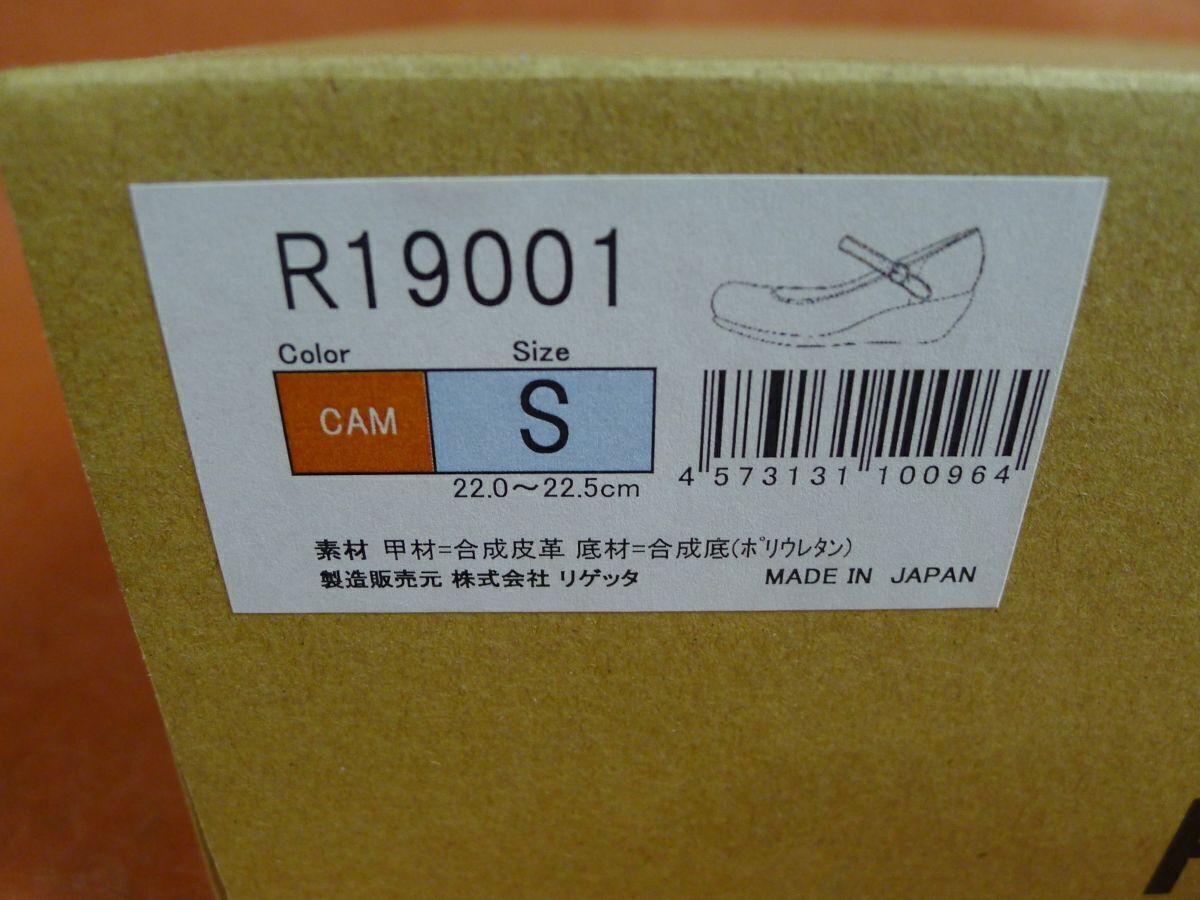 R19001
Color Size
CAM S
22.0～22.5cm
4 573131 100964
素材 甲材=合成皮革 底材=合成底(ﾎﾟﾘｳﾚﾀﾝ)
製造販売元 株式会社 リゲッタ MADE IN JAPAN